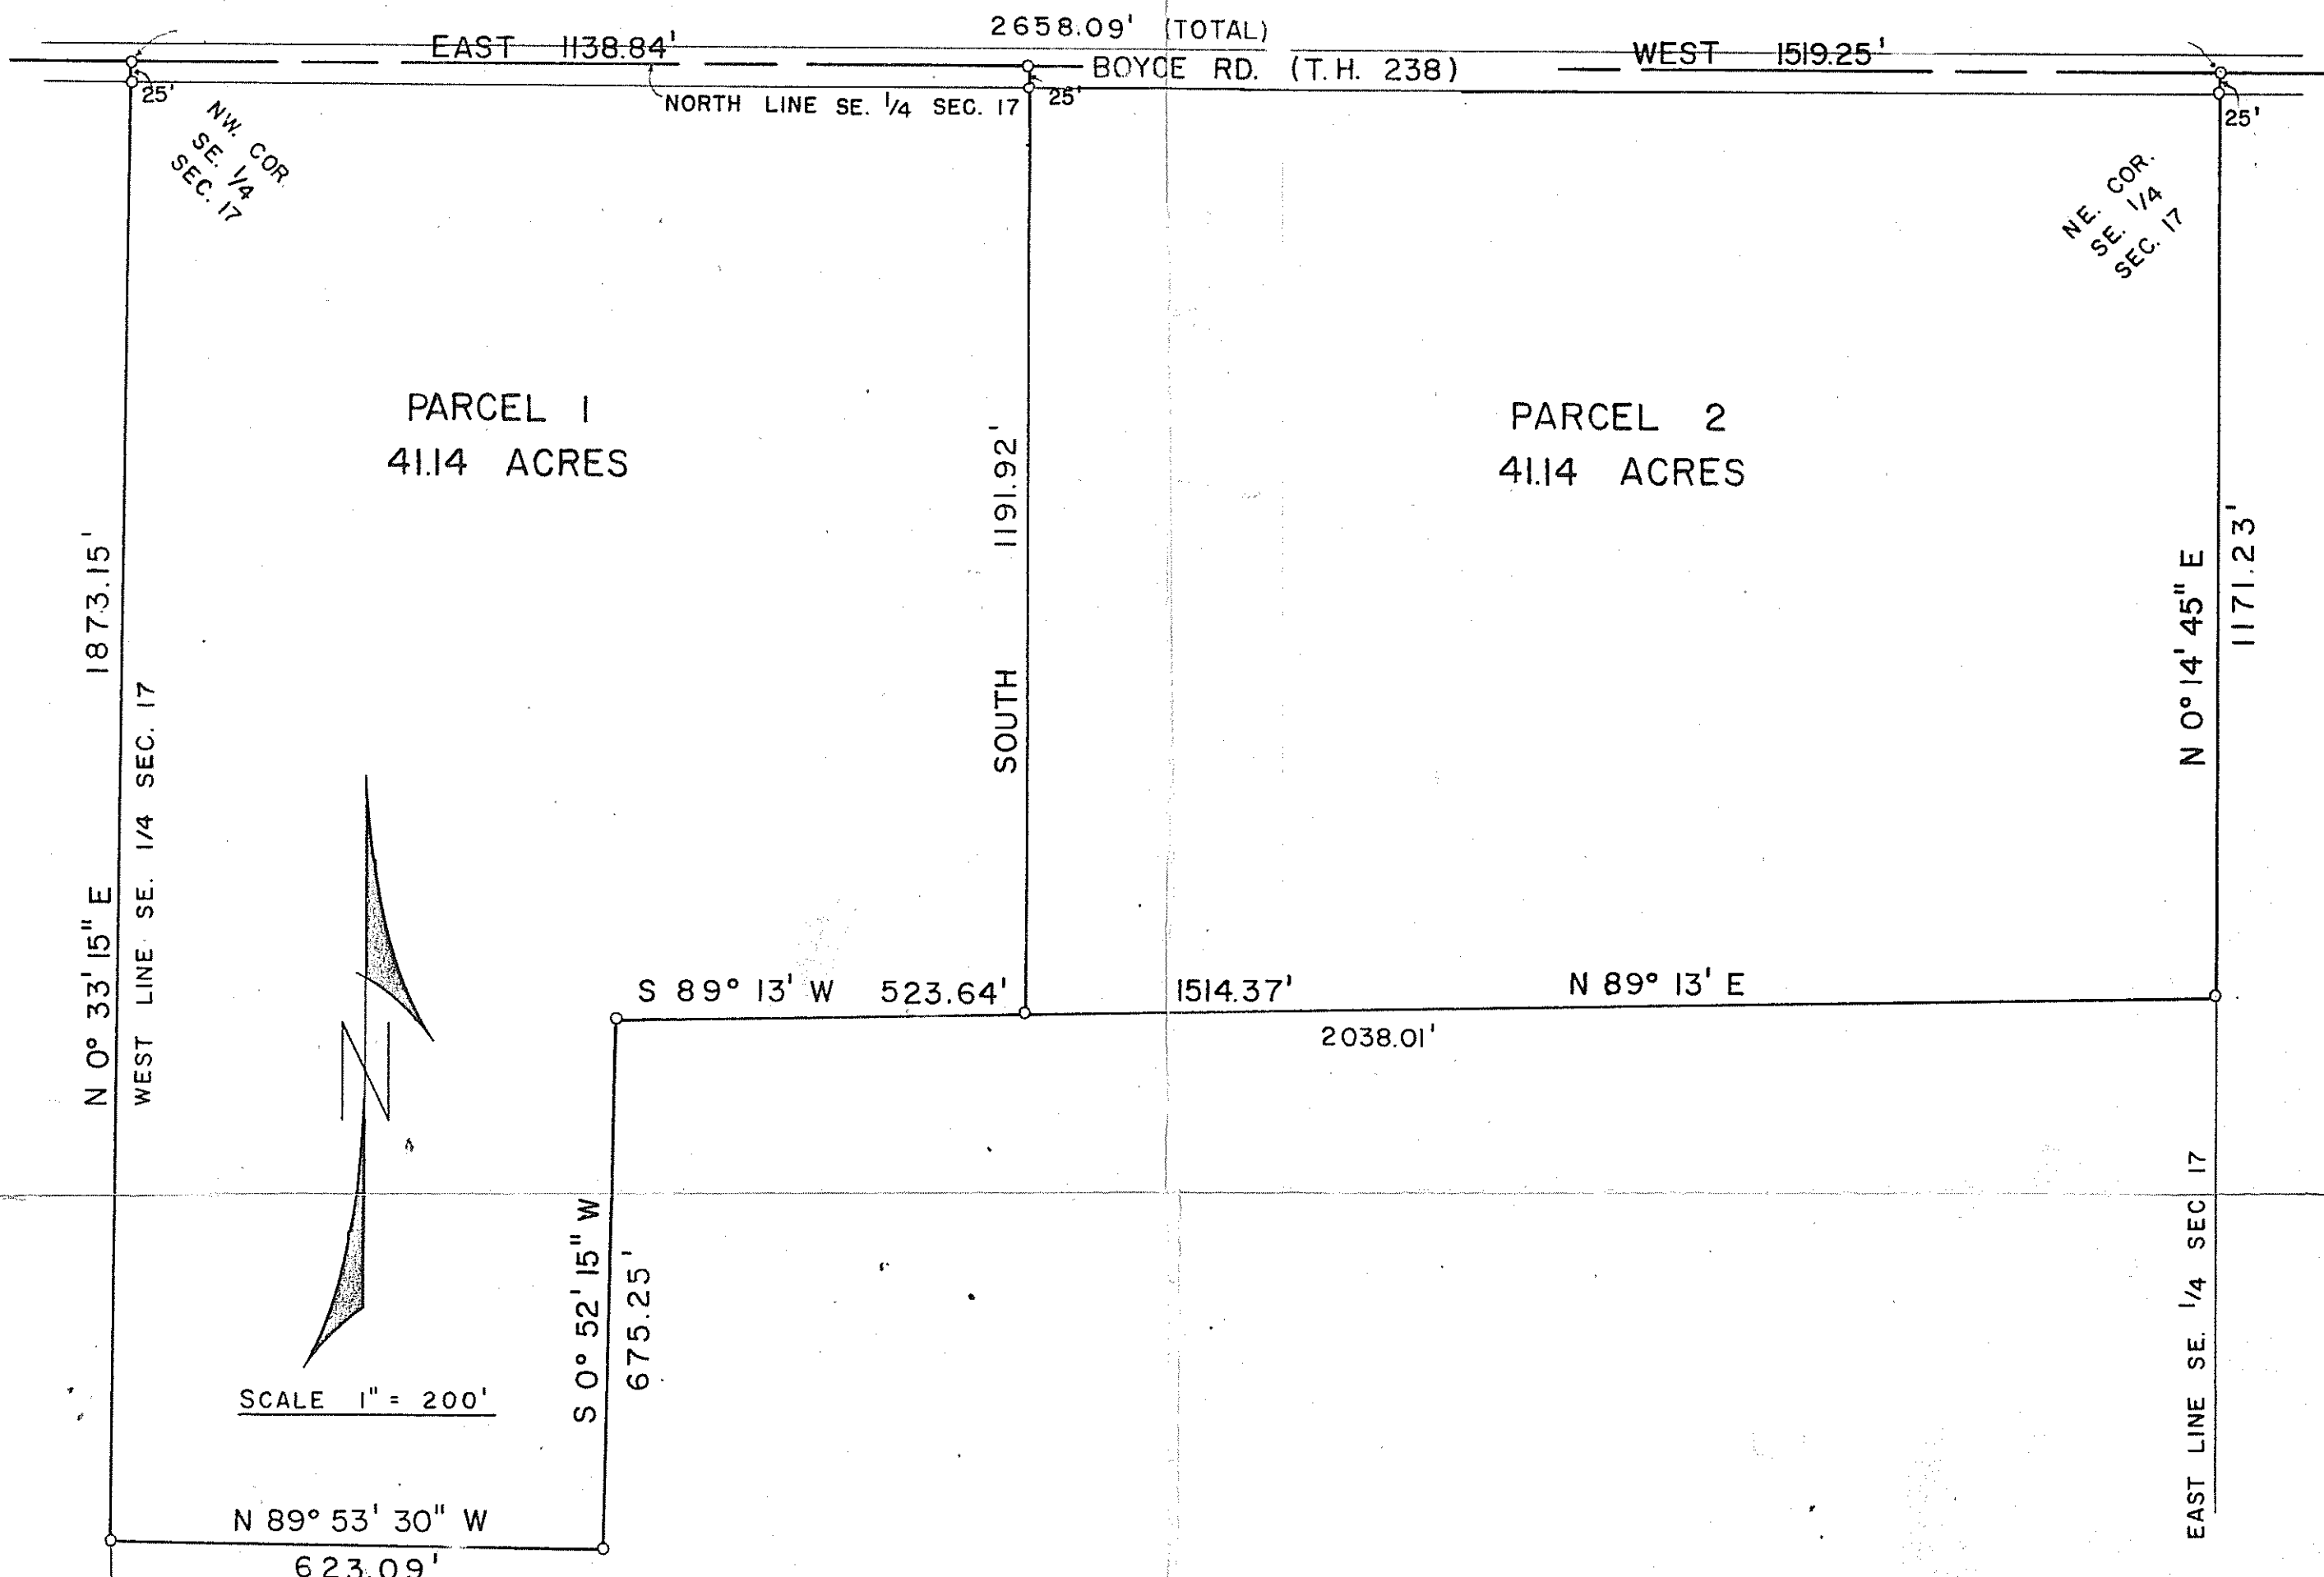 2658.09' (TOTAL)
EAST 1138.84'
WEST 1519.25'
BOYCE RD. (T.H. 238)
25'
NORTH LINE SE. 1/4 SEC. 17
25'
25'
NW. COR.
SE. 1/4
SEC. 17
NE. COR.
SE. 1/4
SEC. 17
PARCEL 1
41.14 ACRES
PARCEL 2
41.14 ACRES
1873.15'
N 0° 33' 15" E
WEST LINE SE. 1/4 SEC. 17
SOUTH 1191.92'
N 0° 14' 45" E
1171.23'
S 89° 13' W 523.64'
1514.37' N 89° 13' E
2038.01'
N
S 0° 52' 15" W
675.25'
EAST LINE SE. 1/4 SEC 17
SCALE 1" = 200'
N 89° 53' 30" W
623.09'